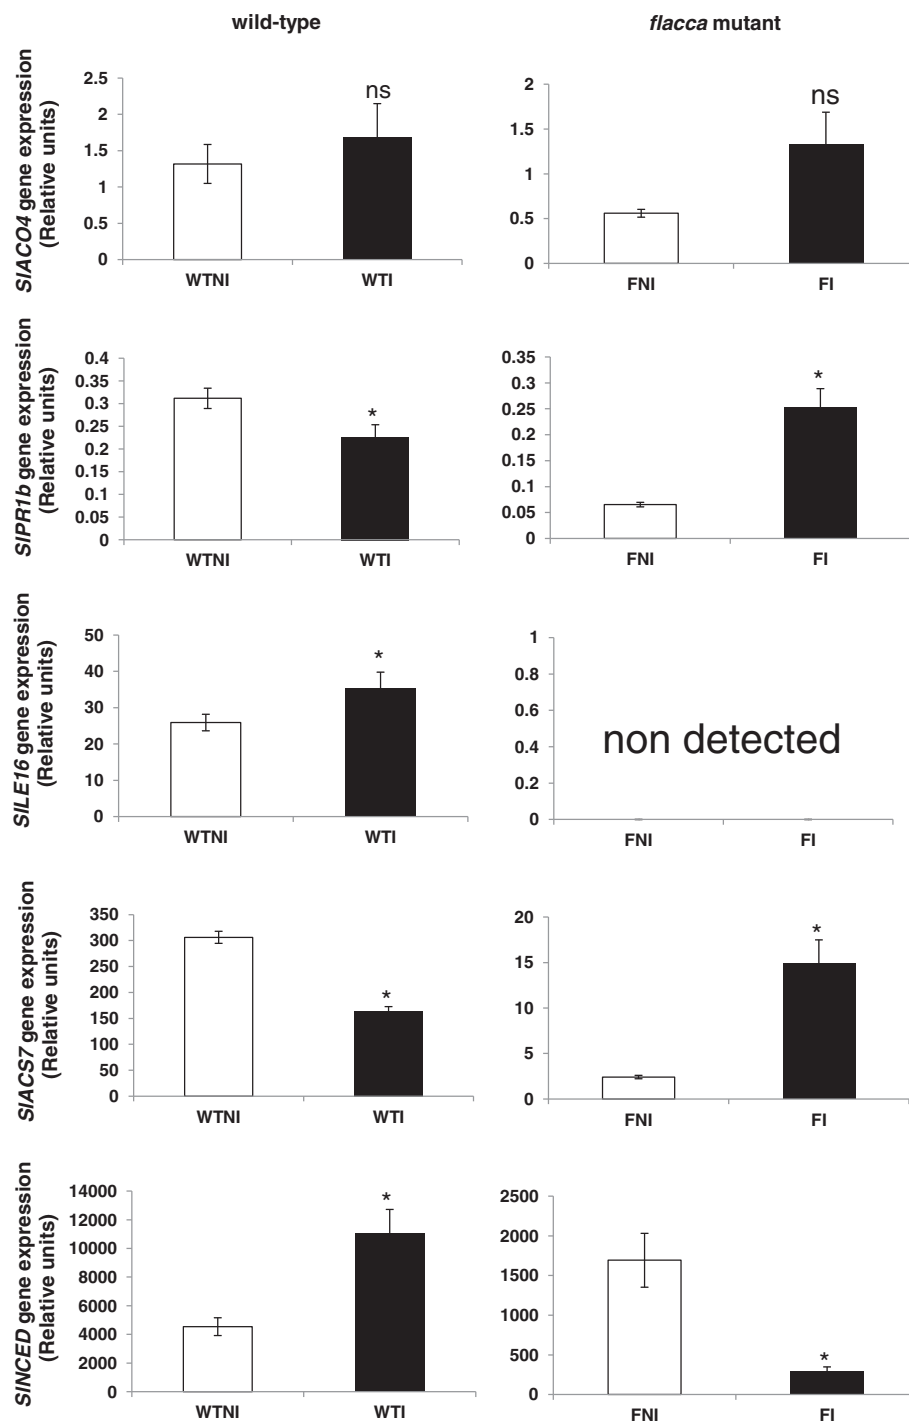 wild-type
flacca mutant
SlACO4 gene expression
(Relative units)
2.5
2
1.5
1
0.5
0
ns
WTNI
WTI
2
1.5
1
0.5
0
ns
FNI
FI
SlPR1b gene expression
(Relative units)
0.4
0.35
0.3
0.25
0.2
0.15
0.1
0.05
0
*
WTNI
WTI
0.35
0.3
0.25
0.2
0.15
0.1
0.05
0
*
FNI
FI
SlLE16 gene expression
(Relative units)
50
40
30
20
10
0
*
WTNI
WTI
1
0.8
0.6
0.4
0.2
0
non detected
FNI
FI
SlACS7 gene expression
(Relative units)
350
300
250
200
150
100
50
0
*
WTNI
WTI
20
15
10
5
0
*
FNI
FI
SlNCED gene expression
(Relative units)
14000
12000
10000
8000
6000
4000
2000
0
*
WTNI
WTI
2500
2000
1500
1000
500
0
*
FNI
FI